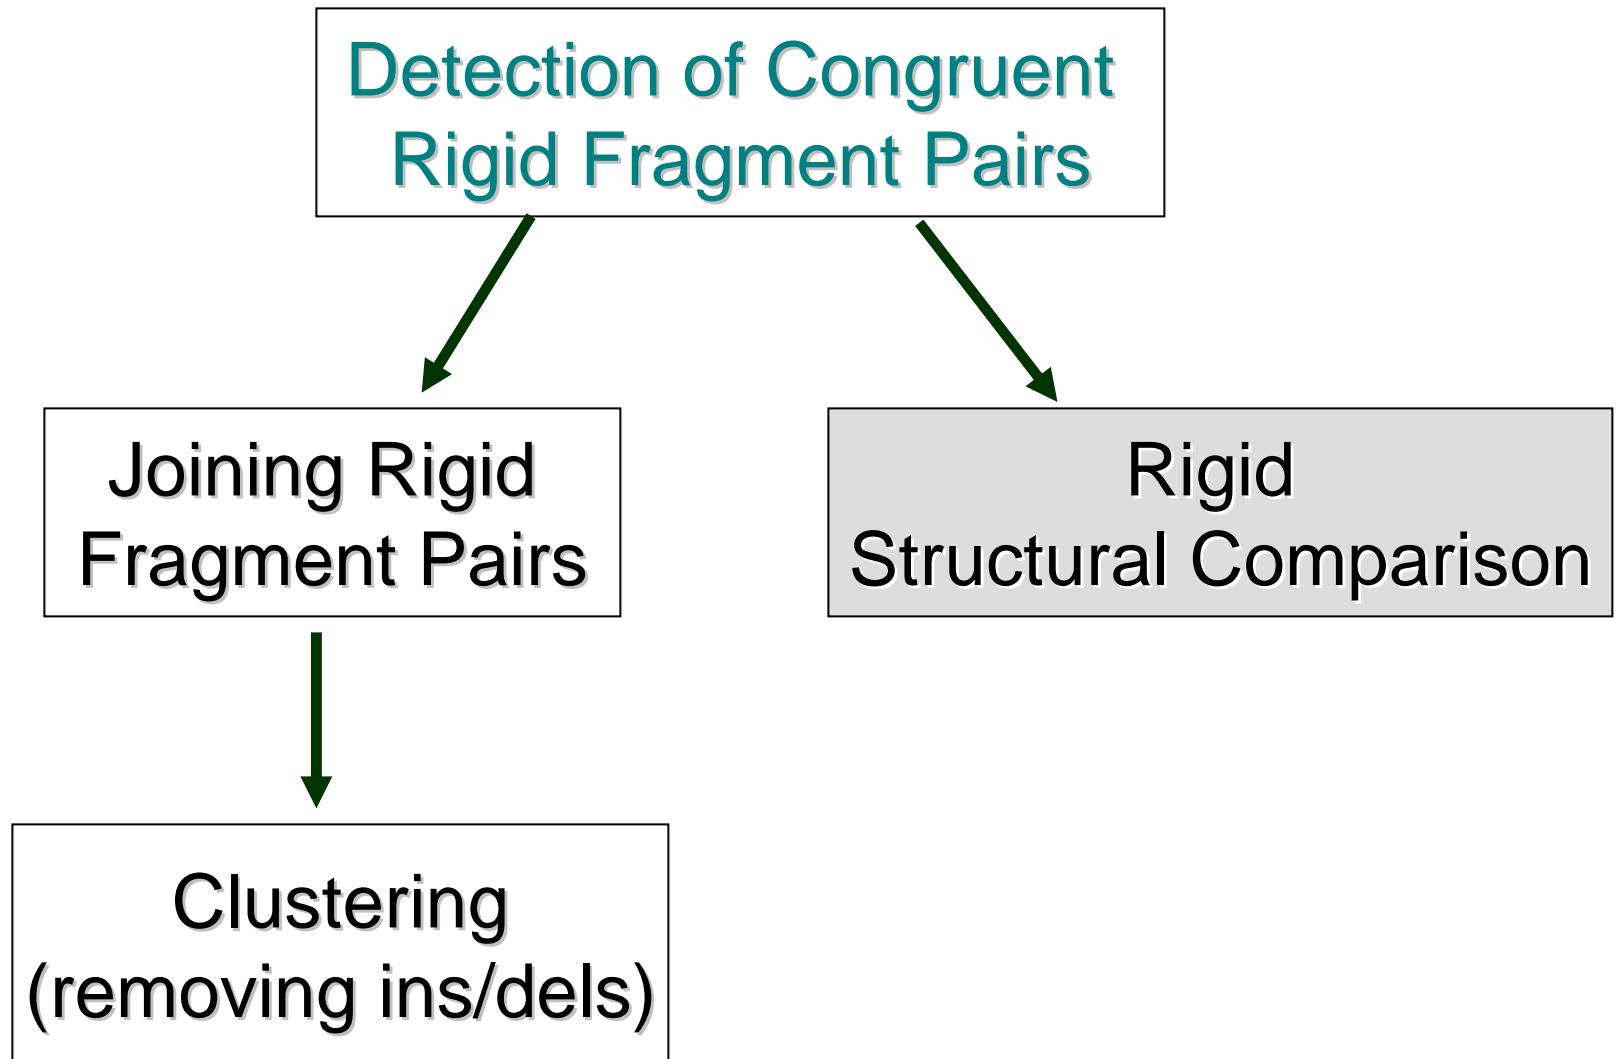 Detection of Congruent
Rigid Fragment Pairs
Joining Rigid
Fragment Pairs
Rigid
Structural Comparison
Clustering
(removing ins/dels)